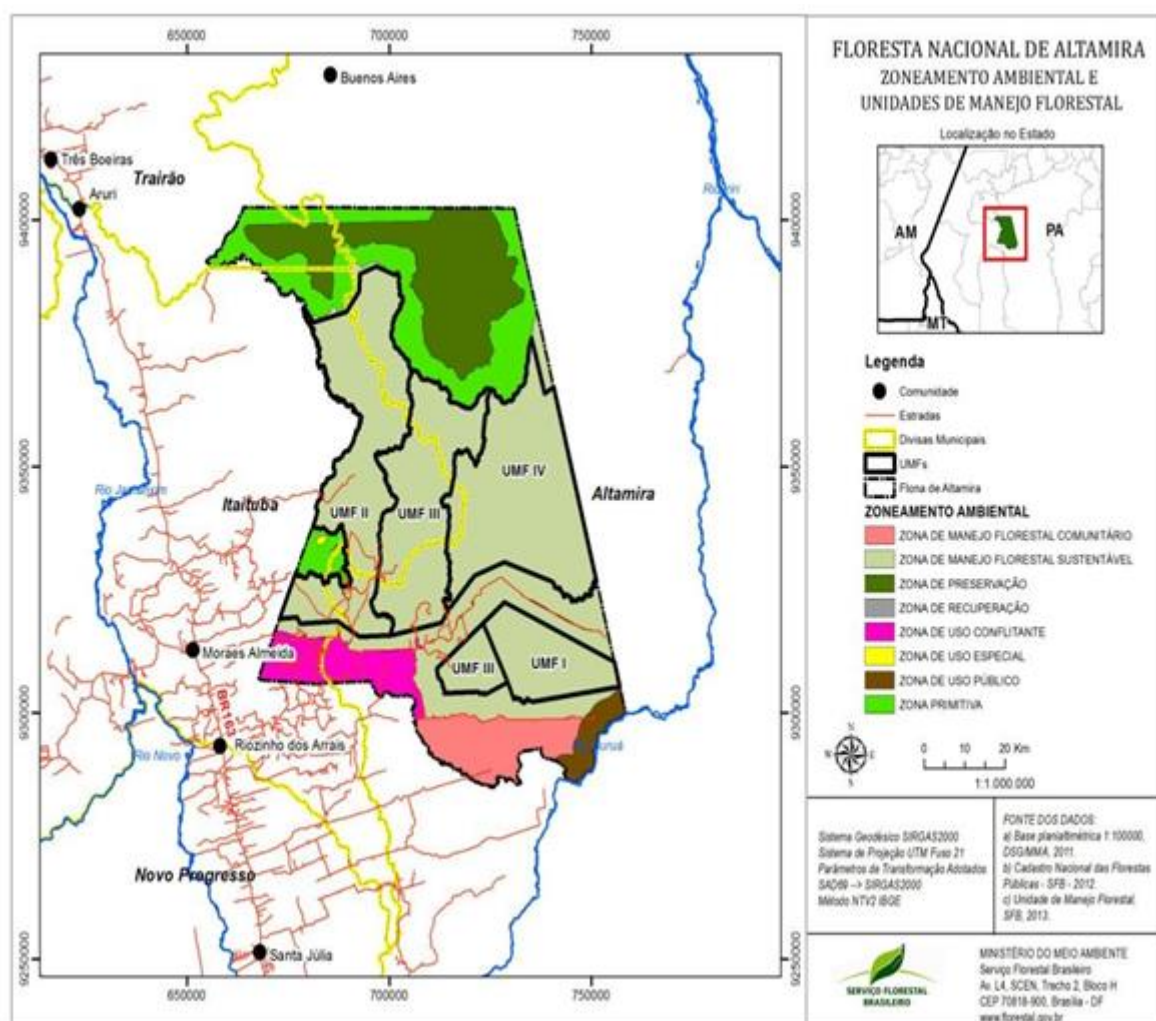 650000
700000
750000
Buenos Aires
Três Boeiras
Trairão
Aruri
9400000
9400000
9350000
9350000
Rio Jamanxim
Itaituba
UMF II
UMF III
UMF IV
Altamira
UMF III
UMF I
Moraes Almeida
9300000
9300000
BR163
Riozinho dos Arrais
Rio Novo
Novo Progresso
Santa Júlia
9250000
9250000
650000
700000
750000
FLORESTA NACIONAL DE ALTAMIRA
ZONEAMENTO AMBIENTAL E
UNIDADES DE MANEJO FLORESTAL
Localização no Estado
AM
PA
MT
Legenda
Comunidade
Estradas
Divisas Municipais
UMFs
Flona de Altamira
ZONEAMENTO AMBIENTAL
ZONA DE MANEJO FLORESTAL COMUNITÁRIO
ZONA DE MANEJO FLORESTAL SUSTENTÁVEL
ZONA DE PRESERVAÇÃO
ZONA DE RECUPERAÇÃO
ZONA DE USO CONFLITANTE
ZONA DE USO ESPECIAL
ZONA DE USO PÚBLICO
ZONA PRIMITIVA
N
W
E
S
0 10 20 Km
1:1.000.000
Sistema Geodésico SIRGAS2000
Sistema de Projeção UTM Fuso 21
Parâmetros de Transformação Adotados
SAD69 --> SIRGAS2000
Método NTV2 IBGE
FONTE DOS DADOS:
a) Base planialtimétrica 1:100000,
DSG/MMA, 2011.
b) Cadastro Nacional das Florestas
Públicas - SFB - 2012.
c) Unidade de Manejo Florestal,
SFB, 2013.
SERVIÇO FLORESTAL
BRASILEIRO
MINISTÉRIO DO MEIO AMBIENTE
Serviço Florestal Brasileiro
Av. L4, SCEN, Trecho 2, Bloco H
CEP 70818-900, Brasília - DF
www.florestal.gov.br